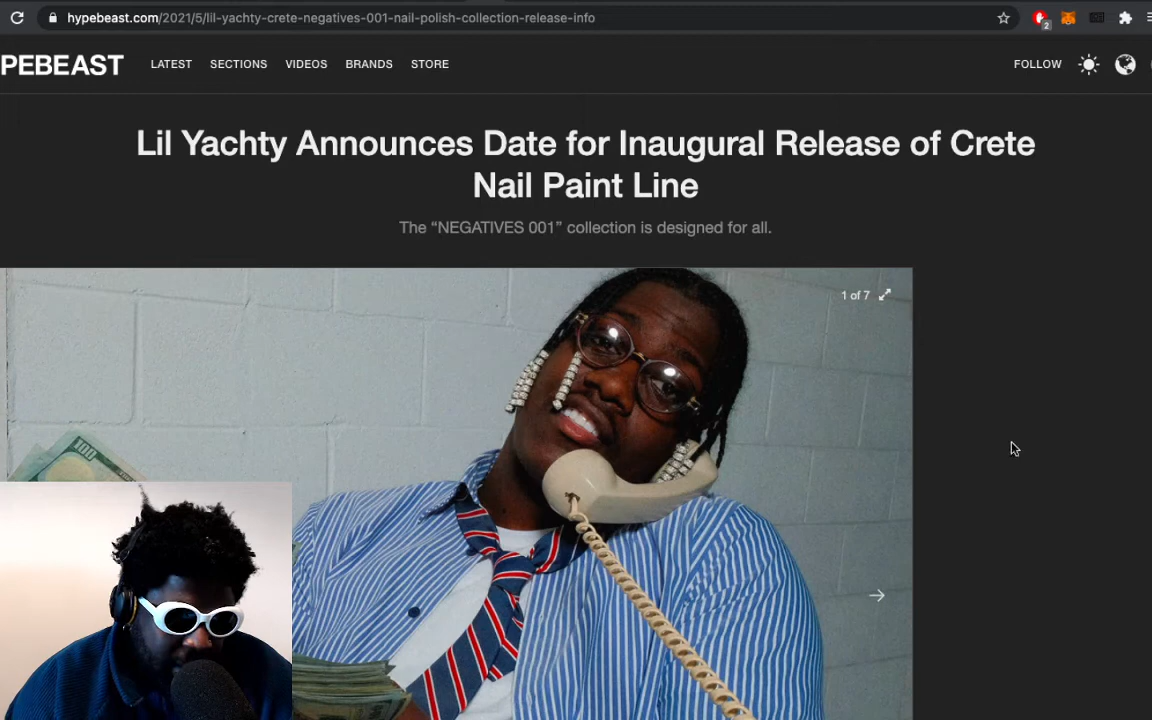 hypebeast.com/2021/5/lil-yachty-crete-negatives-001-nail-polish-collection-release-info
2
PEBEAST LATEST SECTIONS VIDEOS BRANDS STORE FOLLOW
Lil Yachty Announces Date for Inaugural Release of Crete
Nail Paint Line
The “NEGATIVES 001” collection is designed for all.
1 of 7
100